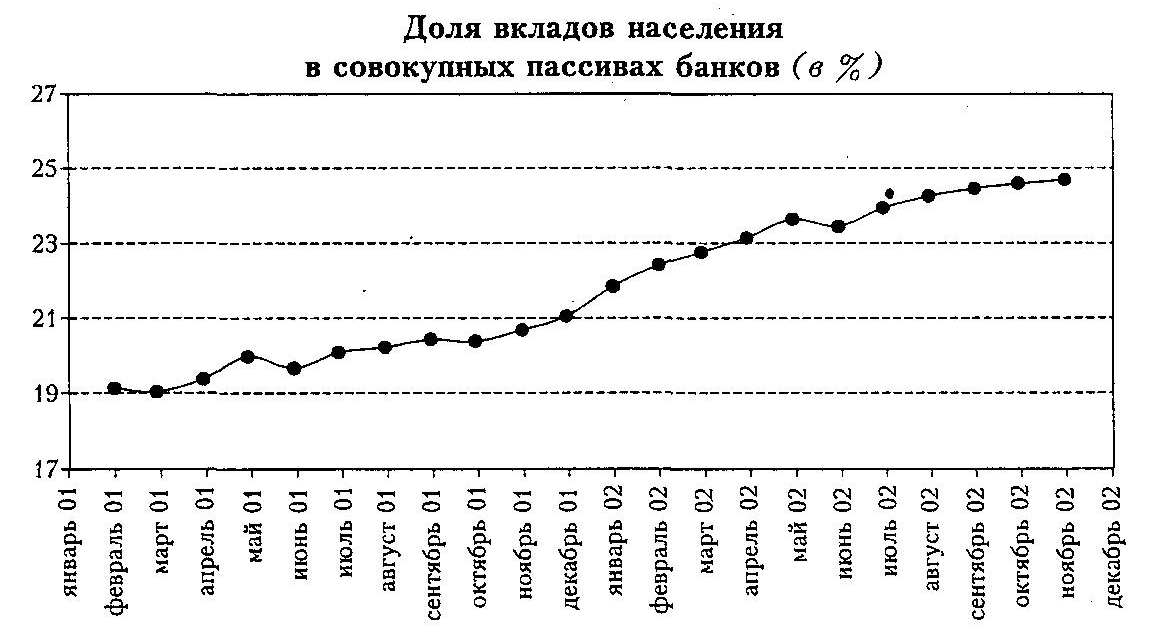 Доля вкладов населения
в совокупных пассивах банков (в %)
27
25
23
21
19
17
январь 01
февраль 01
март 01
апрель 01
май 01
июнь 01
июль 01
август 01
сентябрь 01
октябрь 01
ноябрь 01
декабрь 01
январь 02
февраль 02
март 02
апрель 02
май 02
июнь 02
июль 02
август 02
сентябрь 02
октябрь 02
ноябрь 02
декабрь 02